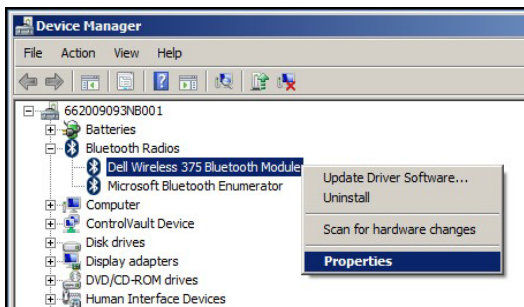 Device Manager
File Action View Help
662009093NB001
Batteries
Bluetooth Radios
Dell Wireless 375 Bluetooth Module
Microsoft Bluetooth Enumerator
Computer
ControlVault Device
Disk drives
Display adapters
DVD/CD-ROM drives
Human Interface Devices
Update Driver Software...
Uninstall
Scan for hardware changes
Properties